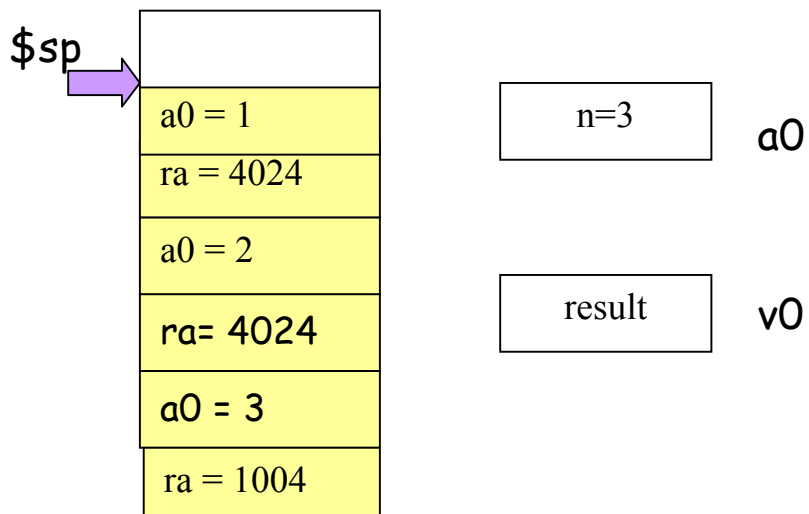 $sp
a0 = 1
ra = 4024
a0 = 2
ra= 4024
a0 = 3
ra = 1004
n=3
a0
result
v0